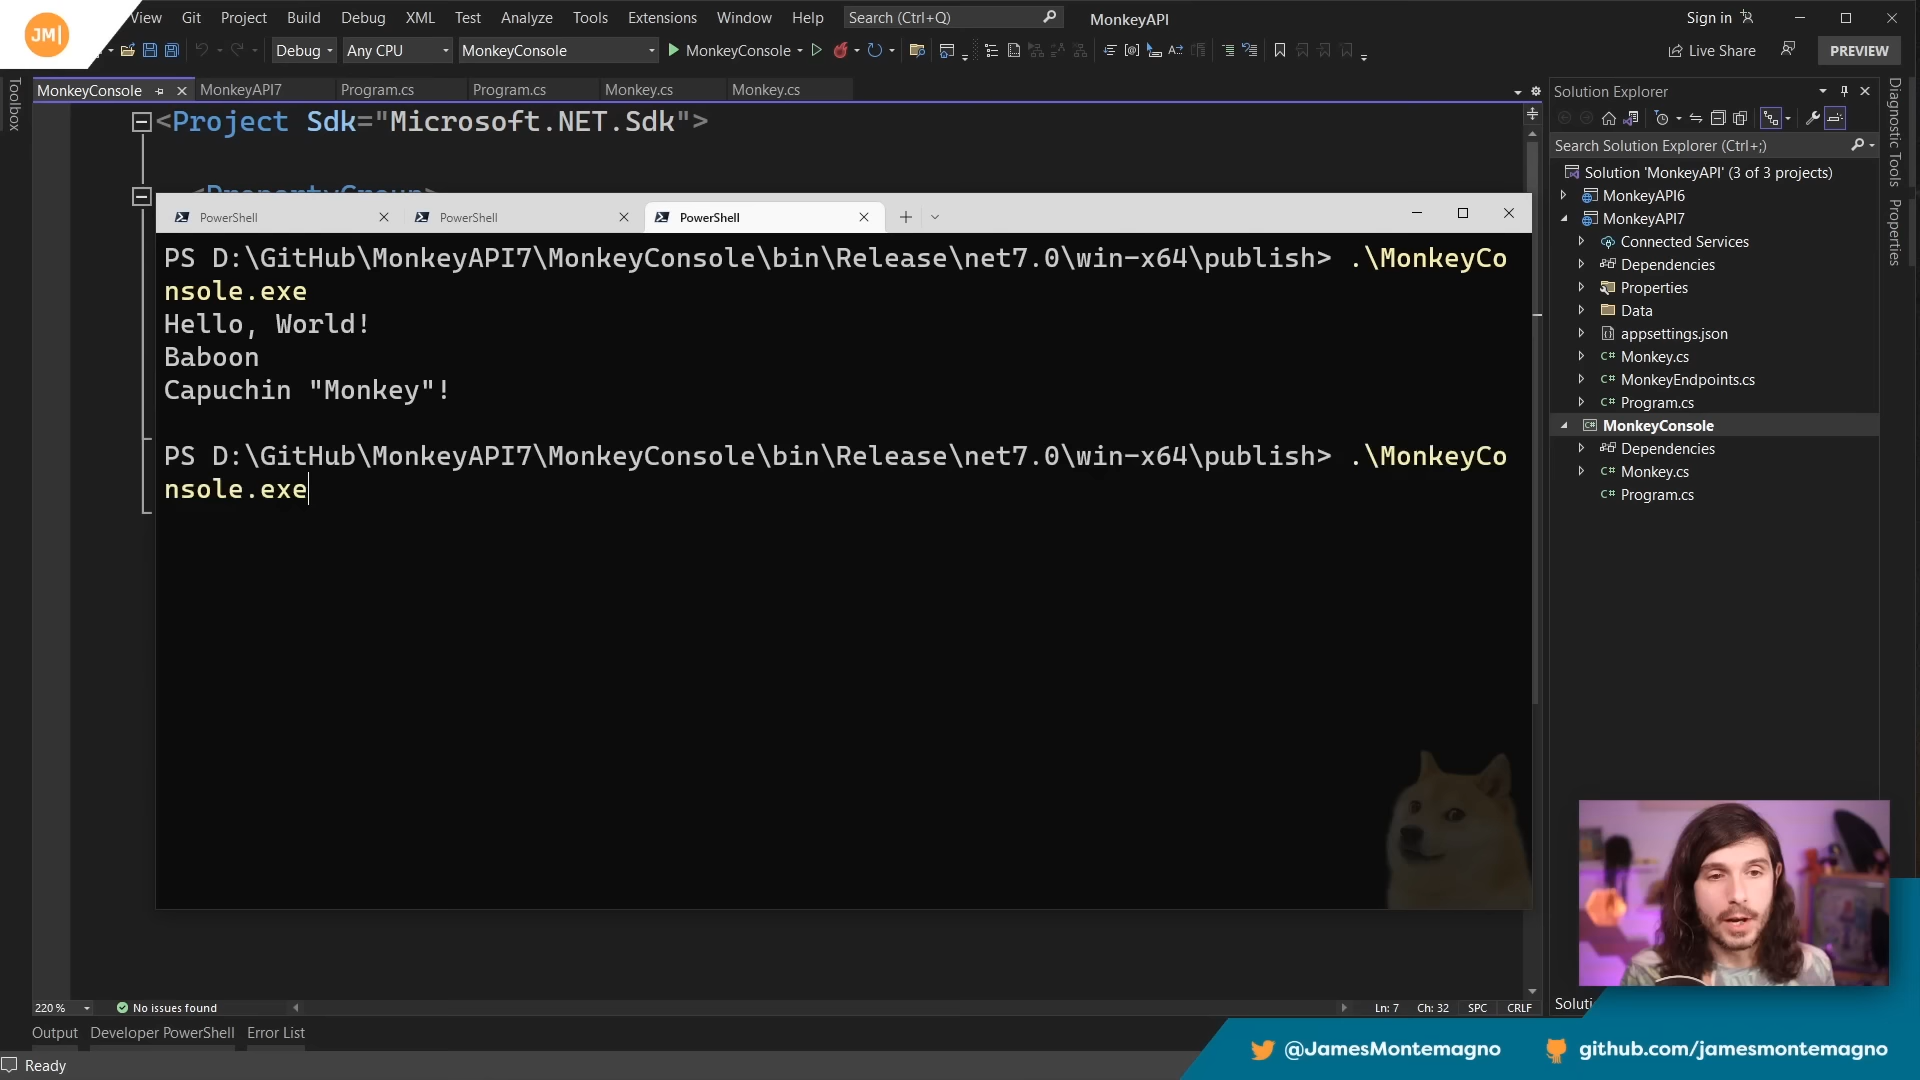 JM|
View Git Project Build Debug XML Test Analyze Tools Extensions Window Help Search (Ctrl+Q) MonkeyAPI Sign in
Debug Any CPU MonkeyConsole MonkeyConsole Live Share PREVIEW
Toolbox
MonkeyConsole MonkeyAPI7 Program.cs Program.cs Monkey.cs Monkey.cs
<Project Sdk="Microsoft.NET.Sdk">
<PropertyGroup>
PowerShell PowerShell PowerShell
PS D:\GitHub\MonkeyAPI7\MonkeyConsole\bin\Release\net7.0\win-x64\publish> .\MonkeyCo
nsole.exe
Hello, World!
Baboon
Capuchin "Monkey"!
PS D:\GitHub\MonkeyAPI7\MonkeyConsole\bin\Release\net7.0\win-x64\publish> .\MonkeyCo
nsole.exe
Solution Explorer
Search Solution Explorer (Ctrl+;)
Solution 'MonkeyAPI' (3 of 3 projects)
MonkeyAPI6
MonkeyAPI7
Connected Services
Dependencies
Properties
Data
appsettings.json
C# Monkey.cs
C# MonkeyEndpoints.cs
C# Program.cs
C# MonkeyConsole
Dependencies
C# Monkey.cs
C# Program.cs
Diagnostic Tools
Properties
220 % No issues found Ln: 7 Ch: 32 SPC CRLF
Soluti
Output Developer PowerShell Error List
Ready
@JamesMontemagno github.com/jamesmontemagno